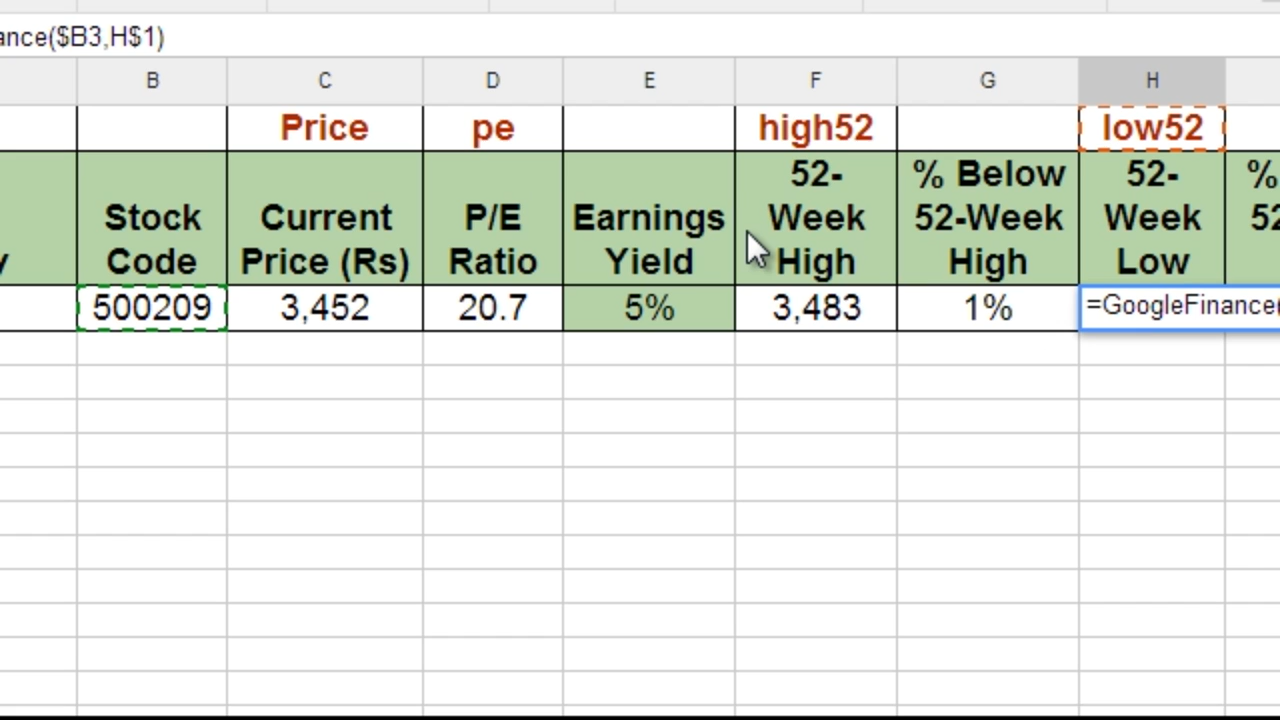 ance($B3,H$1)
B C D E F G H
Price pe high52 low52
52- % Below 52- %
Stock Current P/E Earnings Week 52-Week Week 52
y Code Price (Rs) Ratio Yield High High Low
500209 3,452 20.7 5% 3,483 1% =GoogleFinance(